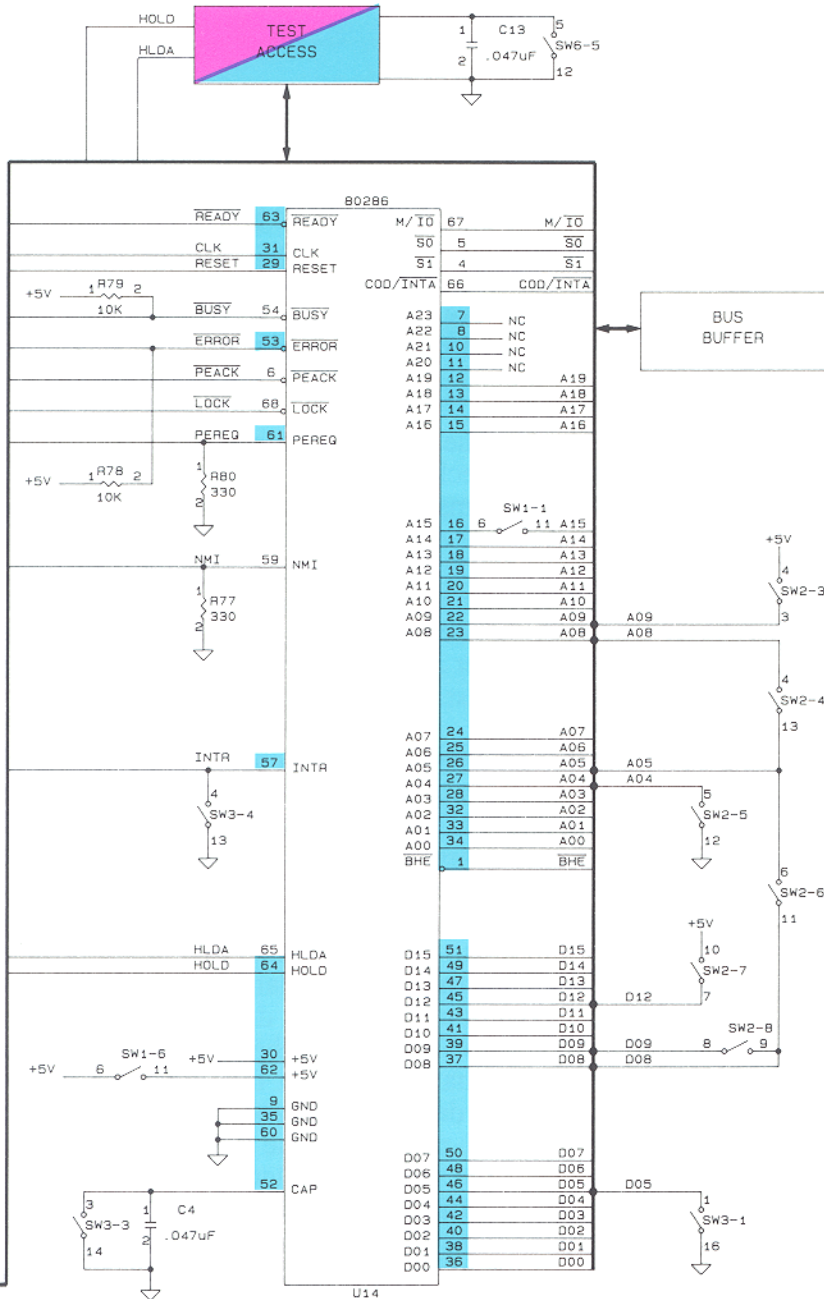 HOLD
HLDA
TEST
ACCESS
1
2
C13
.047uF
5
SW6-5
12
80286
READY 63 READY
CLK 31 CLK
RESET 29 RESET
+5V 1 R79 2
10K
BUSY 54 BUSY
ERROR 53 ERROR
PEACK 6 PEACK
LOCK 68 LOCK
PEREQ 61 PEREQ
+5V 1 R78 2
10K
1
R80
330
2
NMI 59 NMI
1
R77
330
2
INTR 57 INTR
4
SW3-4
13
HLDA 65 HLDA
HOLD 64 HOLD
+5V 30 +5V
+5V 6 SW1-6 11 62 +5V
9 GND
35 GND
60 GND
52 CAP
3
SW3-3
14
1
C4
.047uF
2
M/IO 67 M/IO
S0 5 S0
S1 4 S1
COD/INTA 66 COD/INTA
A23 7 NC
A22 8 NC
A21 10 NC
A20 11 NC
A19 12 A19
A18 13 A18
A17 14 A17
A16 15 A16
SW1-1
A15 16 6 11 A15
A14 17 A14
A13 18 A13
A12 19 A12
A11 20 A11
A10 21 A10
A09 22 A09 A09
A08 23 A08 A08
A07 24 A07
A06 25 A06
A05 26 A05 A05
A04 27 A04 A04
A03 28 A03
A02 32 A02
A01 33 A01
A00 34 A00
BHE 1 BHE
D15 51 D15
D14 49 D14
D13 47 D13
D12 45 D12 D12
D11 43 D11
D10 41 D10
D09 39 D09 D09
D08 37 D08 D08
D07 50 D07
D06 48 D06
D05 46 D05 D05
D04 44 D04
D03 42 D03
D02 40 D02
D01 38 D01
D00 36 D00
U14
BUS
BUFFER
+5V
4
SW2-3
3
4
SW2-4
13
5
SW2-5
12
6
SW2-6
11
+5V
10
SW2-7
7
SW2-8
8 9
1
SW3-1
16